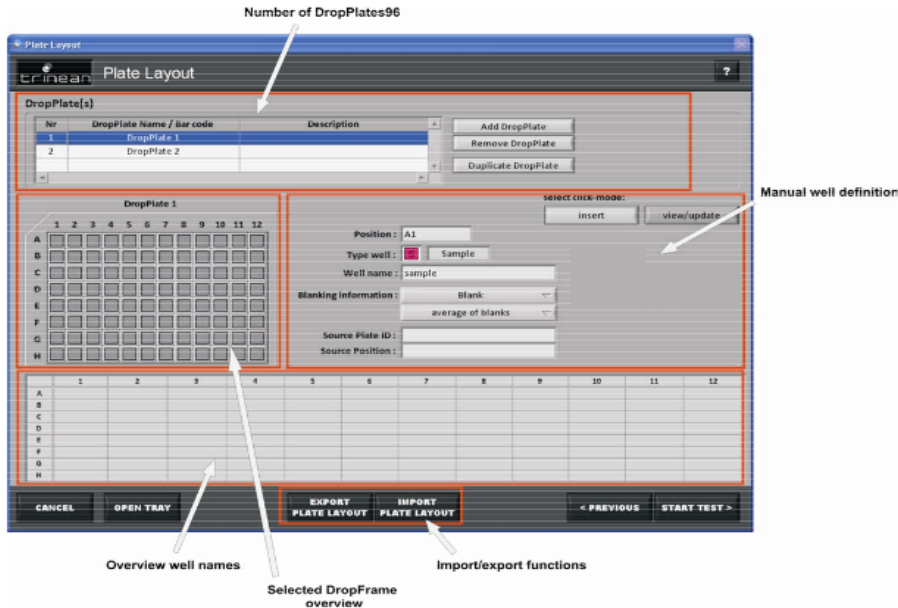 Number of DropPlates96
Plate Layout
trinean Plate Layout ?
DropPlate(s)
Nr DropPlate Name / Bar code Description
1 DropPlate 1
2 DropPlate 2
Add DropPlate
Remove DropPlate
Duplicate DropPlate
Manual well definition
DropPlate 1
1 2 3 4 5 6 7 8 9 10 11 12
A
B
C
D
E
F
G
H
select click-mode:
insert view/update
Position : A1
Type well : S Sample
Well name : sample
Blanking information : Blank
average of blanks
Source Plate ID :
Source Position :
1 2 3 4 5 6 7 8 9 10 11 12
A
B
C
D
E
F
G
H
CANCEL OPEN TRAY EXPORT PLATE LAYOUT IMPORT PLATE LAYOUT < PREVIOUS START TEST >
Overview well names
Import/export functions
Selected DropFrame
overview